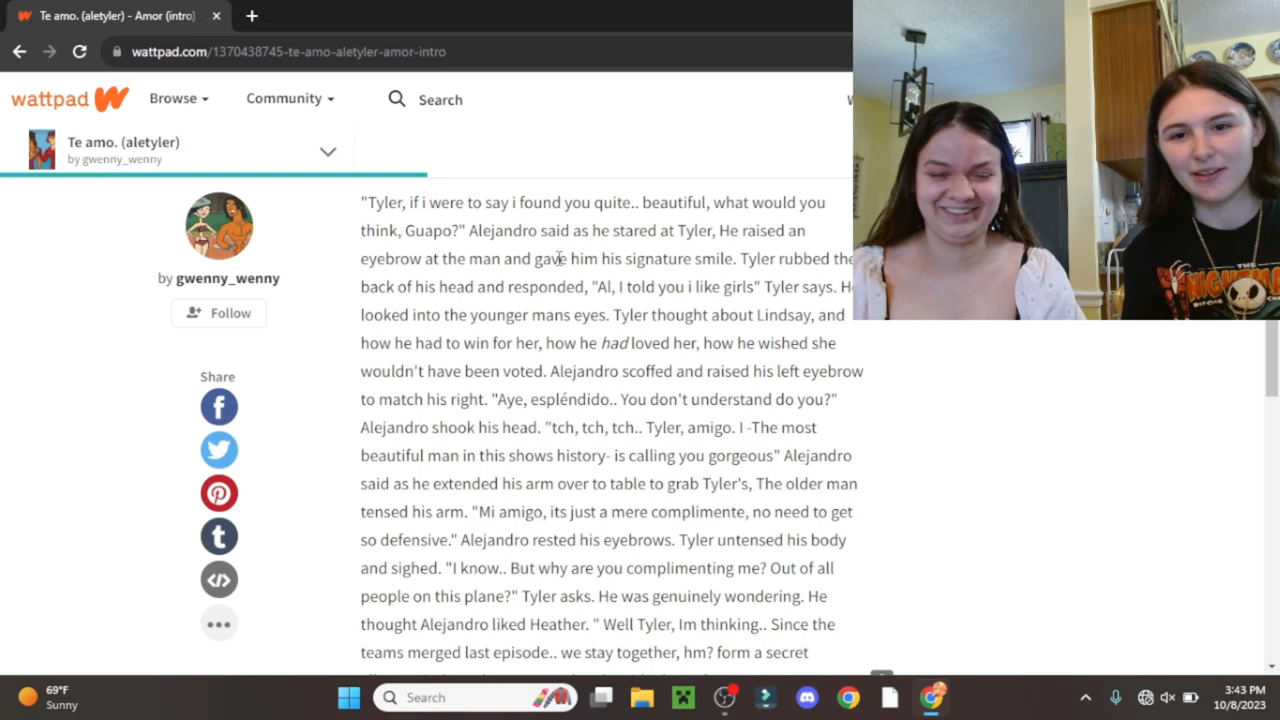 Te amo. (aletyler) - Amor (intro)
wattpad.com/1370438745-te-amo-aletyler-amor-intro
wattpad
Browse
Community
Search
Te amo. (aletyler)
by gwenny_wenny
by gwenny_wenny
Follow
Share
"Tyler, if i were to say i found you quite.. beautiful, what would you
think, Guapo?" Alejandro said as he stared at Tyler, He raised an
eyebrow at the man and gave him his signature smile. Tyler rubbed the
back of his head and responded, "Al, I told you i like girls" Tyler says. He
looked into the younger mans eyes. Tyler thought about Lindsay, and
how he had to win for her, how he had loved her, how he wished she
wouldn't have been voted. Alejandro scoffed and raised his left eyebrow
to match his right. "Aye, espléndido.. You don't understand do you?"
Alejandro shook his head. "tch, tch, tch.. Tyler, amigo. I -The most
beautiful man in this shows history- is calling you gorgeous" Alejandro
said as he extended his arm over to table to grab Tyler's, The older man
tensed his arm. "Mi amigo, its just a mere complimente, no need to get
so defensive." Alejandro rested his eyebrows. Tyler untensed his body
and sighed. "I know.. But why are you complimenting me? Out of all
people on this plane?" Tyler asks. He was genuinely wondering. He
thought Alejandro liked Heather. " Well Tyler, Im thinking.. Since the
teams merged last episode.. we stay together, hm? form a secret
THE
NIGHTMARE
BEFORE
69°F
Sunny
Search
3:43 PM
10/8/2023